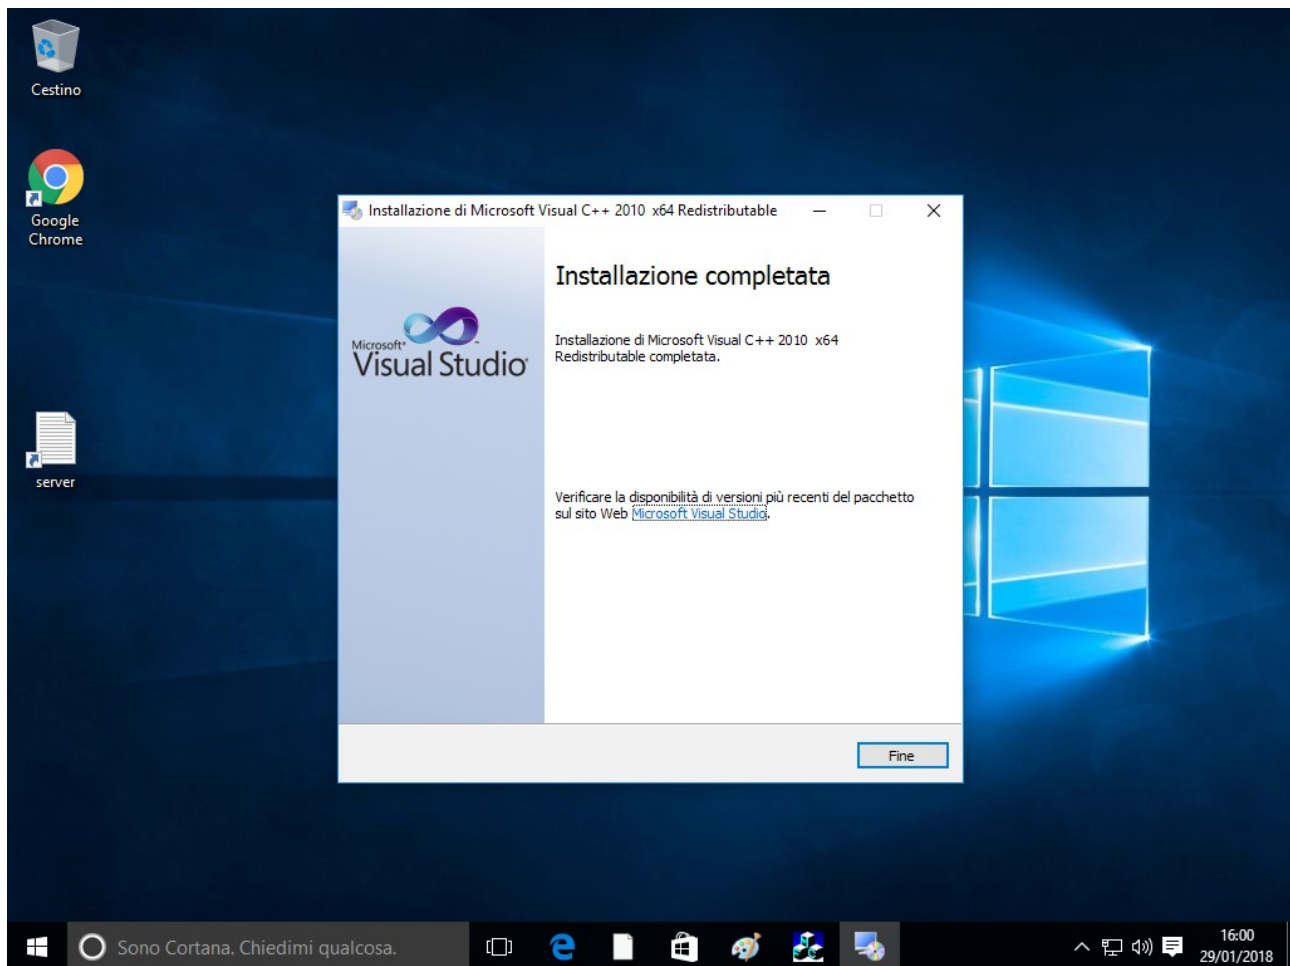 Cestino
Google
Chrome
server
Installazione di Microsoft Visual C++ 2010 x64 Redistributable
Microsoft®
Visual Studio®
Installazione completata
Installazione di Microsoft Visual C++ 2010 x64
Redistributable completata.
Verificare la disponibilità di versioni più recenti del pacchetto
sul sito Web Microsoft Visual Studio.
Fine
Sono Cortana. Chiedimi qualcosa.
16:00
29/01/2018